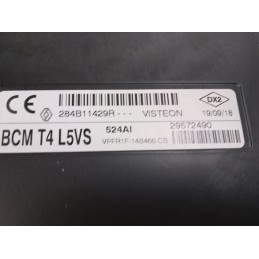 CE 284B11429R--- VISTEON DX2 19/09/18
BCM T4 L5VS 524AI 29572490
VPFR1F-14B466-CB